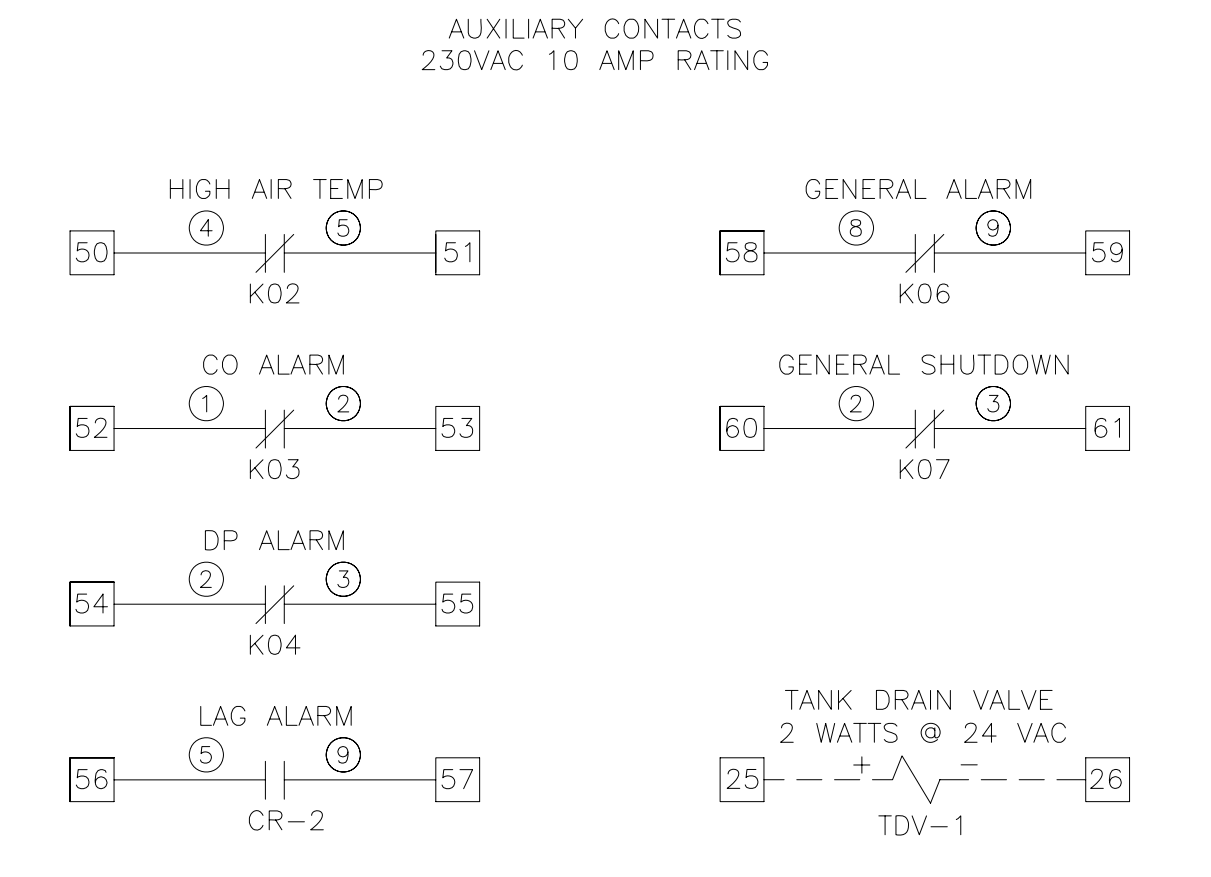 AUXILIARY CONTACTS
230VAC 10 AMP RATING
HIGH AIR TEMP
4 5
50 51
K02
CO ALARM
1 2
52 53
K03
DP ALARM
2 3
54 55
K04
LAG ALARM
5 9
56 57
CR-2
GENERAL ALARM
8 9
58 59
K06
GENERAL SHUTDOWN
2 3
60 61
K07
TANK DRAIN VALVE
2 WATTS @ 24 VAC
+ -
25 26
TDV-1